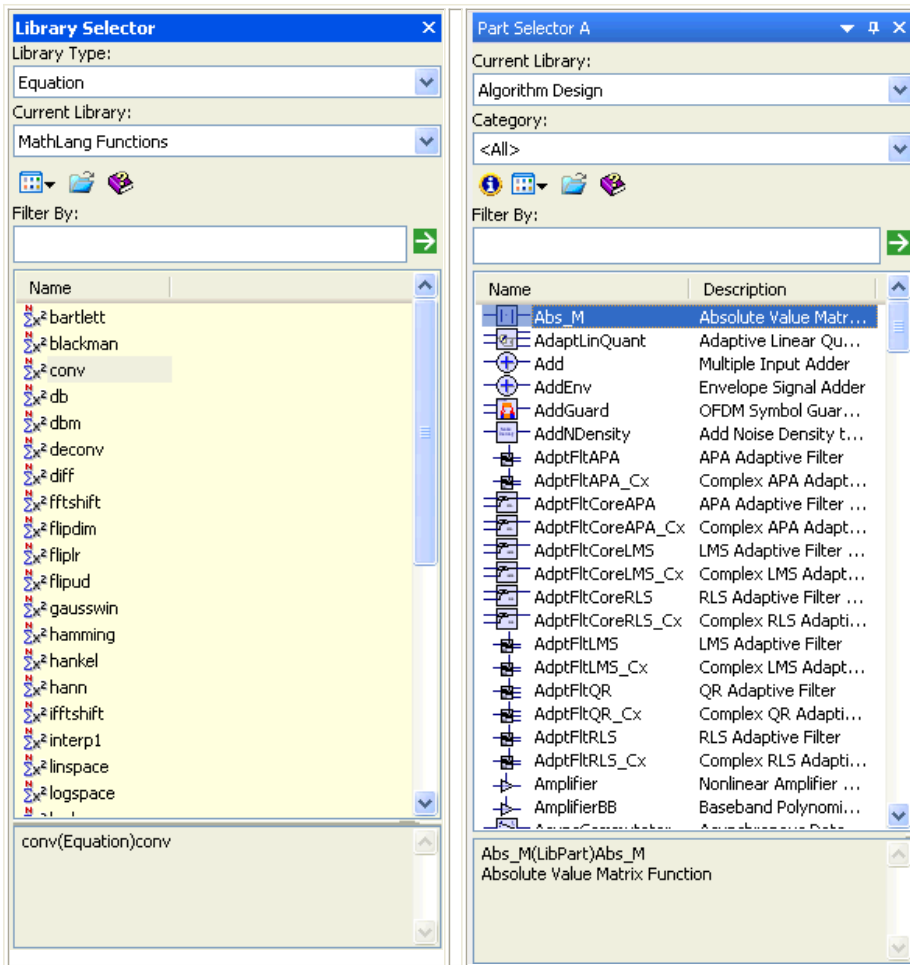 Library Selector
Library Type:
Equation
Current Library:
MathLang Functions
Filter By:
Name
bartlett
blackman
conv
db
dbm
deconv
diff
fftshift
flipdim
fliplr
flipud
gausswin
hamming
hankel
hann
ifftshift
interp1
linspace
logspace
conv(Equation)conv
Part Selector A
Current Library:
Algorithm Design
Category:
<All>
Filter By:
Name Description
Abs_M Absolute Value Matr...
AdaptLinQuant Adaptive Linear Qu...
Add Multiple Input Adder
AddEnv Envelope Signal Adder
AddGuard OFDM Symbol Guar...
AddNDensity Add Noise Density t...
AdptFltAPA APA Adaptive Filter
AdptFltAPA_Cx Complex APA Adapt...
AdptFltCoreAPA APA Adaptive Filter ...
AdptFltCoreAPA_Cx Complex APA Adapt...
AdptFltCoreLMS LMS Adaptive Filter ...
AdptFltCoreLMS_Cx Complex LMS Adapt...
AdptFltCoreRLS RLS Adaptive Filter ...
AdptFltCoreRLS_Cx Complex RLS Adapti...
AdptFltLMS LMS Adaptive Filter
AdptFltLMS_Cx Complex LMS Adapt...
AdptFltQR QR Adaptive Filter
AdptFltQR_Cx Complex QR Adapti...
AdptFltRLS RLS Adaptive Filter
AdptFltRLS_Cx Complex RLS Adapti...
Amplifier Nonlinear Amplifier ...
AmplifierBB Baseband Polynomi...
Abs_M(LibPart)Abs_M
Absolute Value Matrix Function